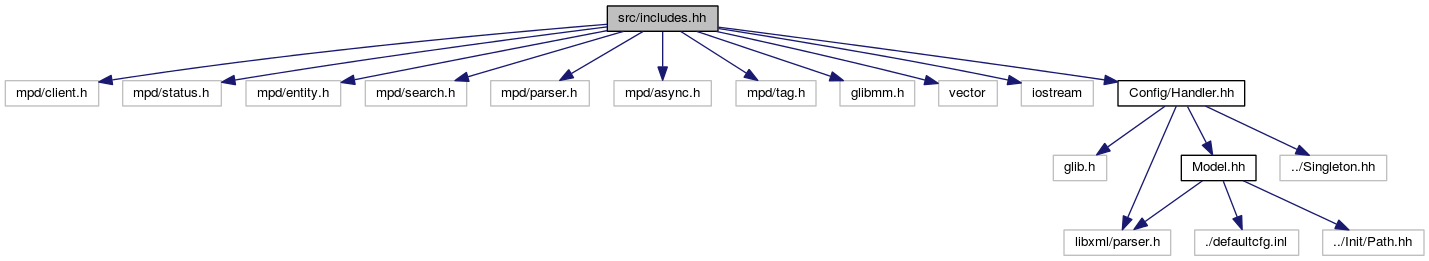 src/includes.hh
mpd/client.h
mpd/status.h
mpd/entity.h
mpd/search.h
mpd/parser.h
mpd/async.h
mpd/tag.h
glibmm.h
vector
iostream
Config/Handler.hh
glib.h
Model.hh
../Singleton.hh
libxml/parser.h
./defaultcfg.inl
../Init/Path.hh